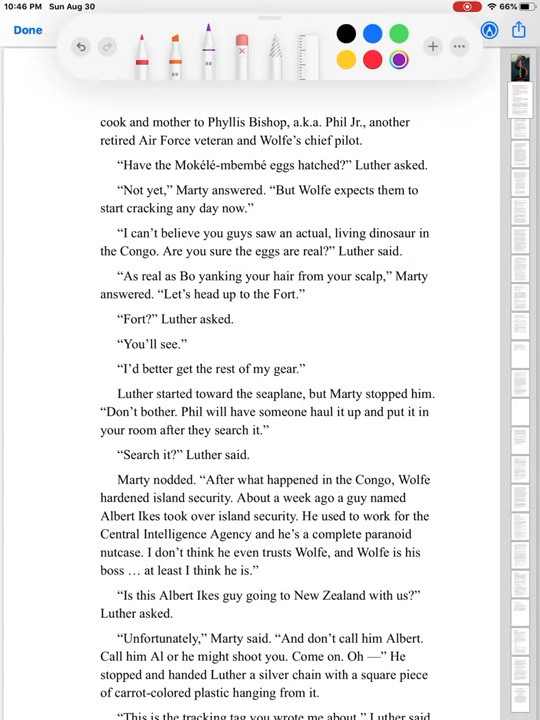 10:46 PM Sun Aug 30
66%
Done
cook and mother to Phyllis Bishop, a.k.a. Phil Jr., another
retired Air Force veteran and Wolfe’s chief pilot.
“Have the Mokélé-mbembé eggs hatched?” Luther asked.
“Not yet,” Marty answered. “But Wolfe expects them to
start cracking any day now.”
“I can’t believe you guys saw an actual, living dinosaur in
the Congo. Are you sure the eggs are real?” Luther said.
“As real as Bo yanking your hair from your scalp,” Marty
answered. “Let’s head up to the Fort.”
“Fort?” Luther asked.
“You’ll see.”
“I’d better get the rest of my gear.”
Luther started toward the seaplane, but Marty stopped him.
“Don’t bother. Phil will have someone haul it up and put it in
your room after they search it.”
“Search it?” Luther said.
Marty nodded. “After what happened in the Congo, Wolfe
hardened island security. About a week ago a guy named
Albert Ikes took over island security. He used to work for the
Central Intelligence Agency and he’s a complete paranoid
nutcase. I don’t think he even trusts Wolfe, and Wolfe is his
boss … at least I think he is.”
“Is this Albert Ikes guy going to New Zealand with us?”
Luther asked.
“Unfortunately,” Marty said. “And don’t call him Albert.
Call him Al or he might shoot you. Come on. Oh —” He
stopped and handed Luther a silver chain with a square piece
of carrot-colored plastic hanging from it.
“This is the tracking tag you wrote me about,” Luther said